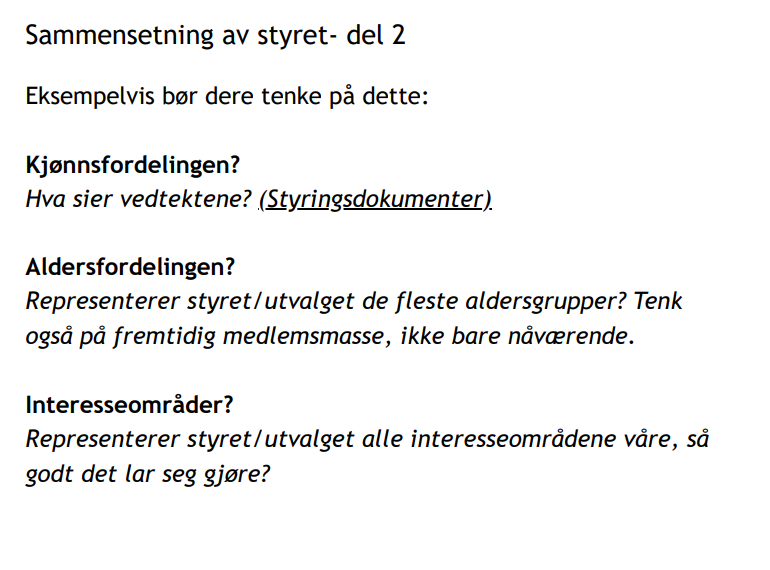 Sammensetning av styret- del 2
Eksempelvis bør dere tenke på dette:
Kjønnsfordelingen?
Hva sier vedtektene? (Styringsdokumenter)
Aldersfordelingen?
Representerer styret/utvalget de fleste aldersgrupper? Tenk
også på fremtidig medlemsmasse, ikke bare nåværende.
Interesseområder?
Representerer styret/utvalget alle interesseområdene våre, så
godt det lar seg gjøre?